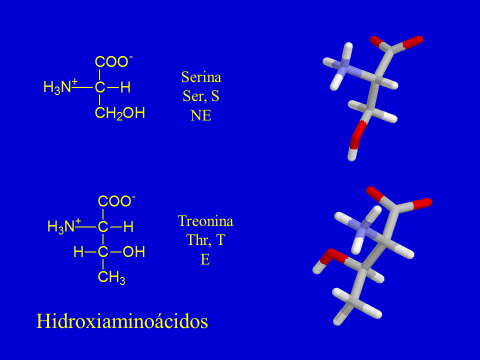 COO⁻
H₃N⁺—C—H
CH₂OH
Serina
Ser, S
NE
COO⁻
H₃N⁺—C—H
H—C—OH
CH₃
Treonina
Thr, T
E
Hidroxiaminoácidos